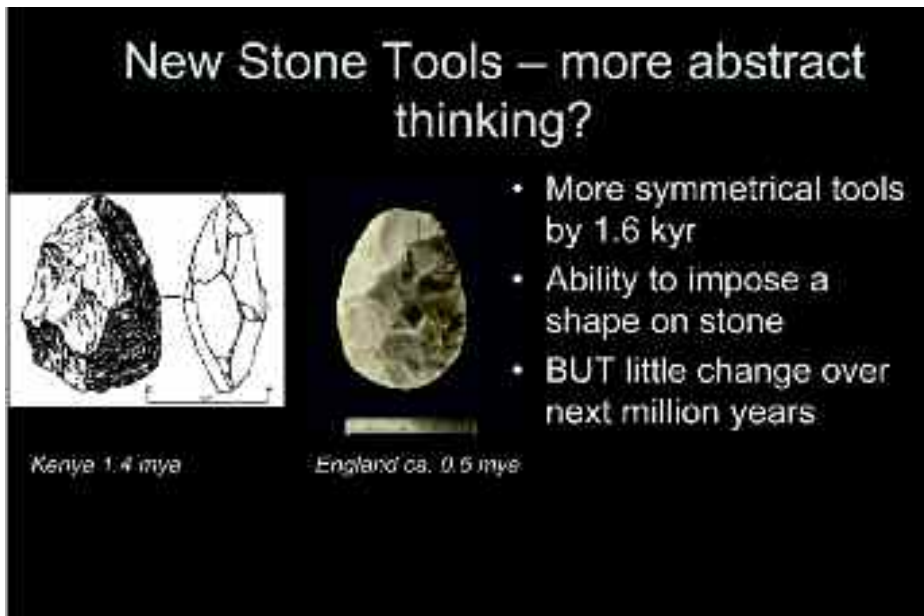 New Stone Tools – more abstract
thinking?
• More symmetrical tools
by 1.6 kyr
• Ability to impose a
shape on stone
• BUT little change over
next million years
Kenya 1.4 mya
England ca. 0.5 mya